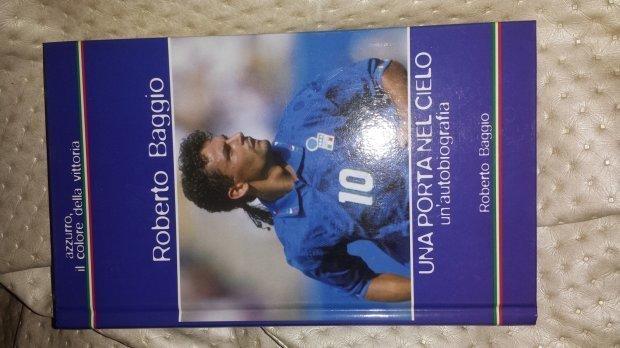 azzurro,
il colore della vittoria
Roberto Baggio
10
UNA PORTA NEL CIELO
un'autobiografia
Roberto Baggio